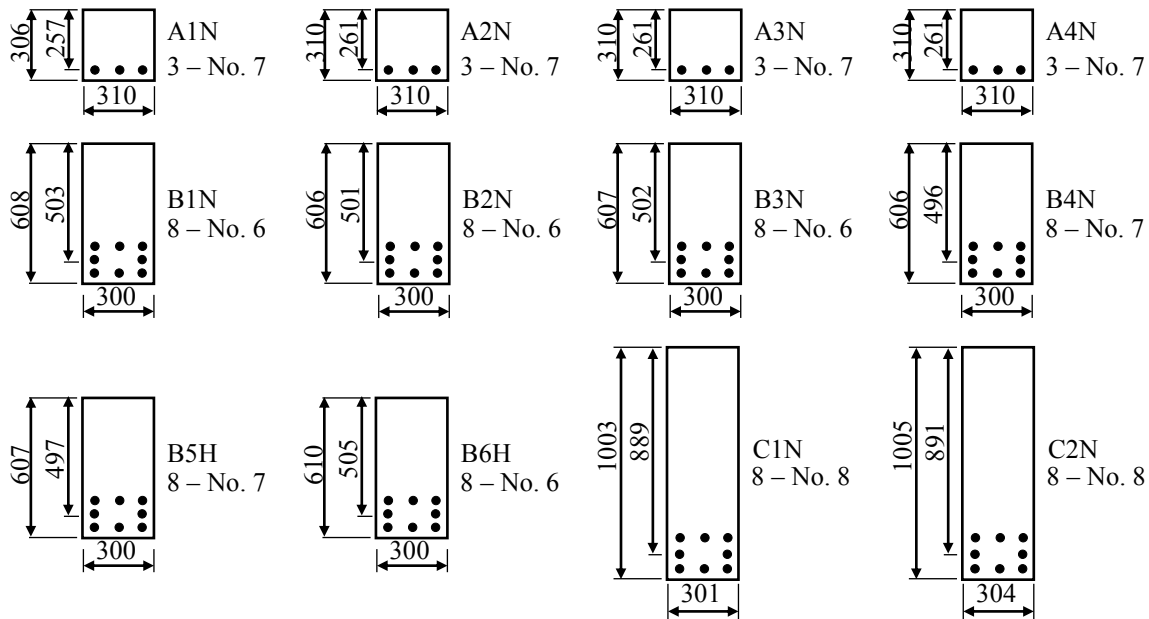 306
257
A1N
3 – No. 7
310
310
261
A2N
3 – No. 7
310
310
261
A3N
3 – No. 7
310
310
261
A4N
3 – No. 7
310
608
503
B1N
8 – No. 6
300
606
501
B2N
8 – No. 6
300
607
502
B3N
8 – No. 6
300
606
496
B4N
8 – No. 7
300
607
497
B5H
8 – No. 7
300
610
505
B6H
8 – No. 6
300
1003
889
C1N
8 – No. 8
301
1005
891
C2N
8 – No. 8
304